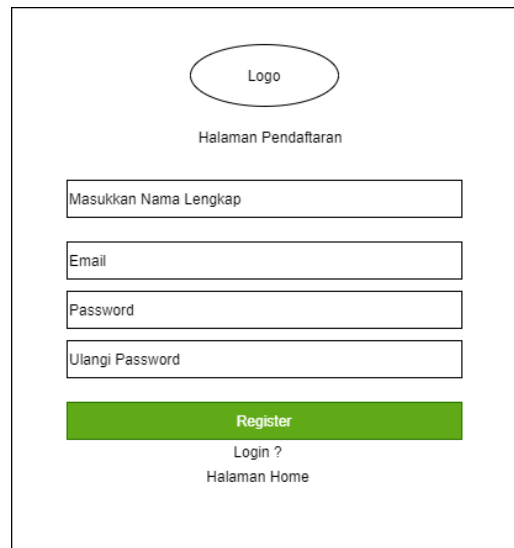 Logo
Halaman Pendaftaran
Masukkan Nama Lengkap
Email
Password
Ulangi Password
Register
Login ?
Halaman Home